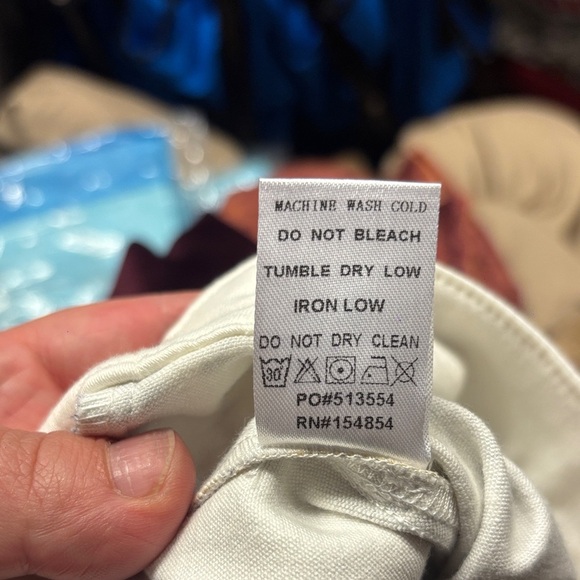 MACHINE WASH COLD
DO NOT BLEACH
TUMBLE DRY LOW
IRON LOW
DO NOT DRY CLEAN
30°
PO#513554
RN#154854